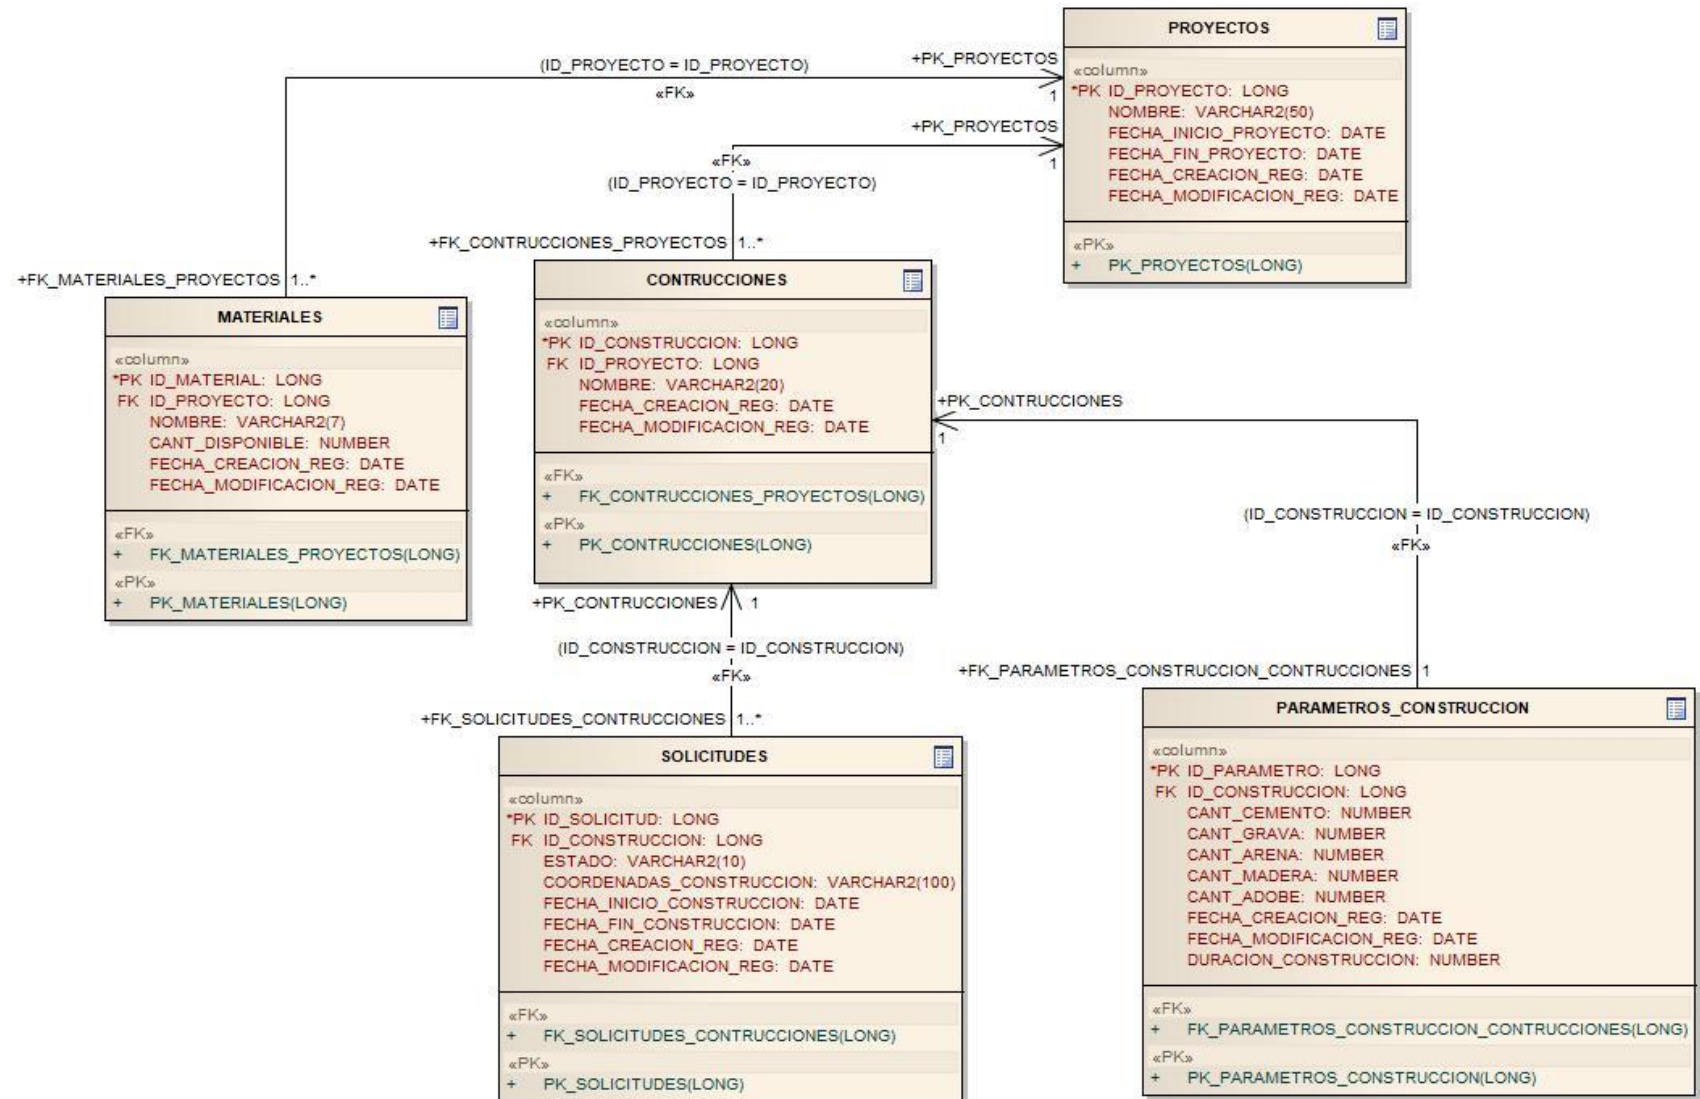 PROYECTOS
«column»
*PK ID_PROYECTO: LONG
NOMBRE: VARCHAR2(50)
FECHA_INICIO_PROYECTO: DATE
FECHA_FIN_PROYECTO: DATE
FECHA_CREACION_REG: DATE
FECHA_MODIFICACION_REG: DATE
«PK»
+ PK_PROYECTOS(LONG)
(ID_PROYECTO = ID_PROYECTO)
«FK»
+PK_PROYECTOS
1
+PK_PROYECTOS
1
«FK»
(ID_PROYECTO = ID_PROYECTO)
+FK_CONTRUCCIONES_PROYECTOS 1..*
+FK_MATERIALES_PROYECTOS 1..*
MATERIALES
«column»
*PK ID_MATERIAL: LONG
FK ID_PROYECTO: LONG
NOMBRE: VARCHAR2(7)
CANT_DISPONIBLE: NUMBER
FECHA_CREACION_REG: DATE
FECHA_MODIFICACION_REG: DATE
«FK»
+ FK_MATERIALES_PROYECTOS(LONG)
«PK»
+ PK_MATERIALES(LONG)
CONTRUCCIONES
«column»
*PK ID_CONSTRUCCION: LONG
FK ID_PROYECTO: LONG
NOMBRE: VARCHAR2(20)
FECHA_CREACION_REG: DATE
FECHA_MODIFICACION_REG: DATE
«FK»
+ FK_CONTRUCCIONES_PROYECTOS(LONG)
«PK»
+ PK_CONTRUCCIONES(LONG)
+PK_CONTRUCCIONES
1
(ID_CONSTRUCCION = ID_CONSTRUCCION)
«FK»
+FK_PARAMETROS_CONSTRUCCION_CONTRUCCIONES 1
+PK_CONTRUCCIONES 1
(ID_CONSTRUCCION = ID_CONSTRUCCION)
«FK»
+FK_SOLICITUDES_CONTRUCCIONES 1..*
SOLICITUDES
«column»
*PK ID_SOLICITUD: LONG
FK ID_CONSTRUCCION: LONG
ESTADO: VARCHAR2(10)
COORDENADAS_CONSTRUCCION: VARCHAR2(100)
FECHA_INICIO_CONSTRUCCION: DATE
FECHA_FIN_CONSTRUCCION: DATE
FECHA_CREACION_REG: DATE
FECHA_MODIFICACION_REG: DATE
«FK»
+ FK_SOLICITUDES_CONTRUCCIONES(LONG)
«PK»
+ PK_SOLICITUDES(LONG)
PARAMETROS_CONSTRUCCION
«column»
*PK ID_PARAMETRO: LONG
FK ID_CONSTRUCCION: LONG
CANT_CEMENTO: NUMBER
CANT_GRAVA: NUMBER
CANT_ARENA: NUMBER
CANT_MADERA: NUMBER
CANT_ADOBE: NUMBER
FECHA_CREACION_REG: DATE
FECHA_MODIFICACION_REG: DATE
DURACION_CONSTRUCCION: NUMBER
«FK»
+ FK_PARAMETROS_CONSTRUCCION_CONTRUCCIONES(LONG)
«PK»
+ PK_PARAMETROS_CONSTRUCCION(LONG)